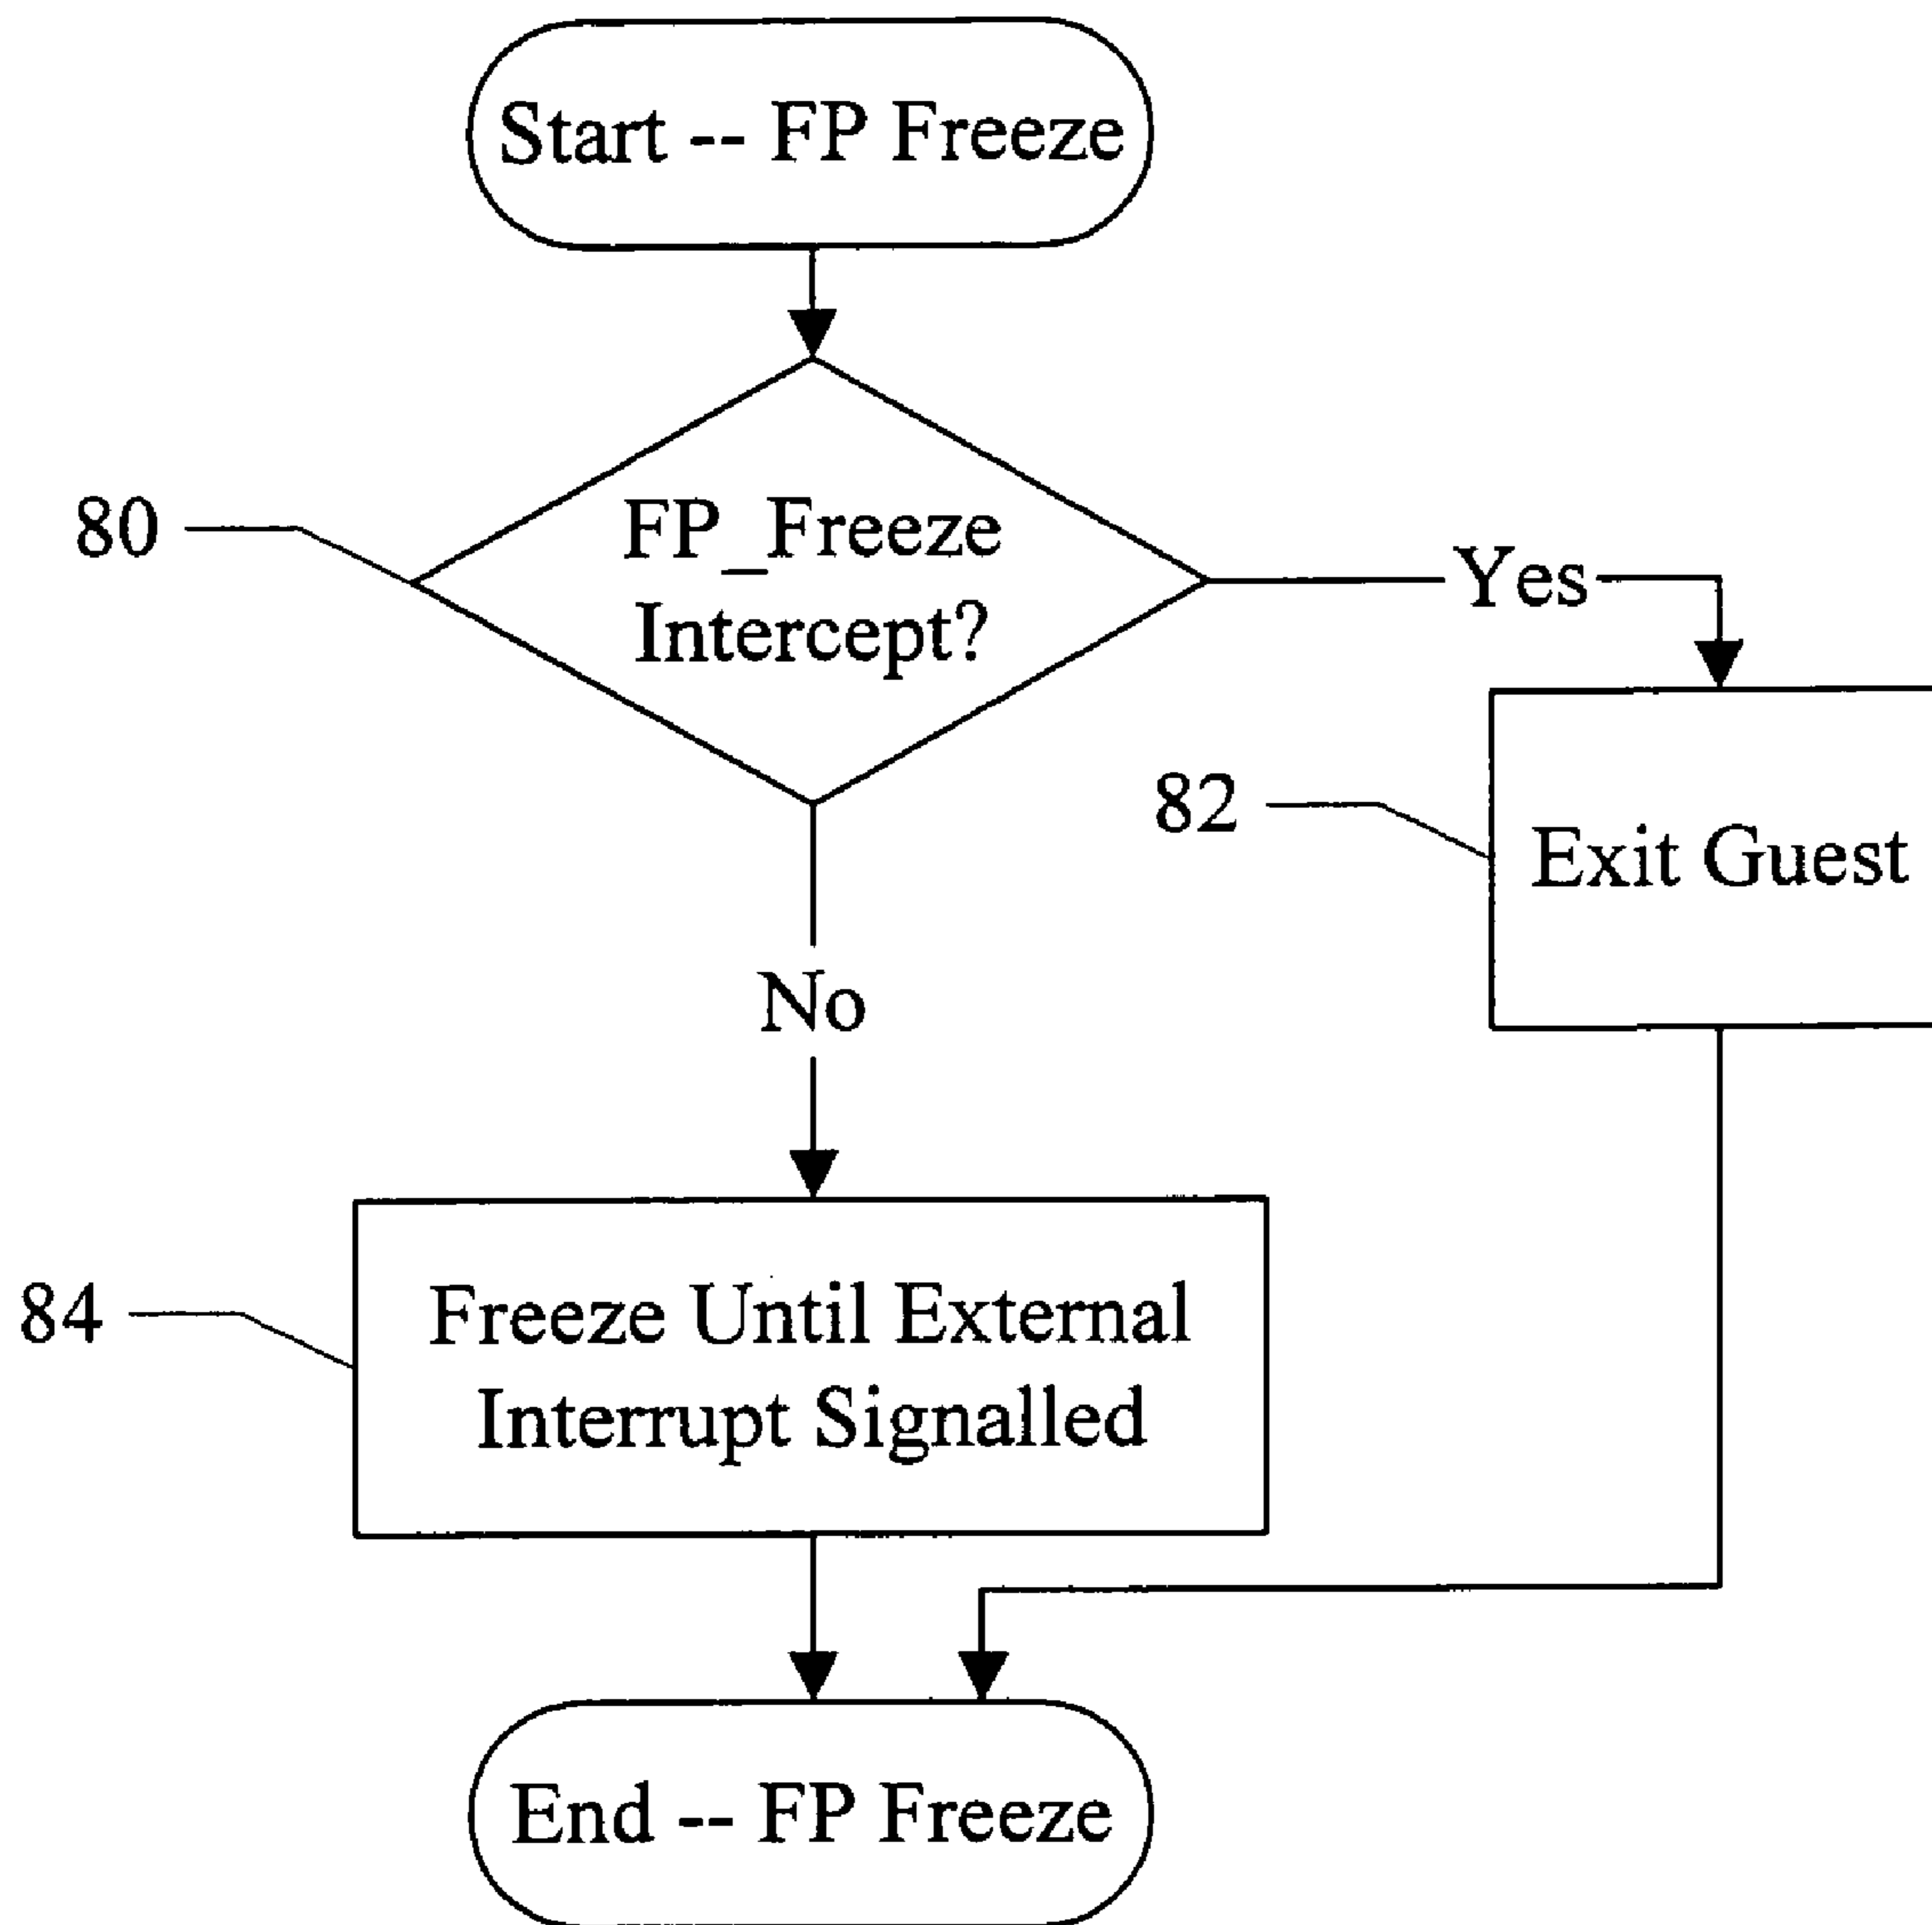 Start -- FP Freeze
80
FP_Freeze
Intercept?
Yes
82
Exit Guest
No
84
Freeze Until External
Interrupt Signalled
End -- FP Freeze